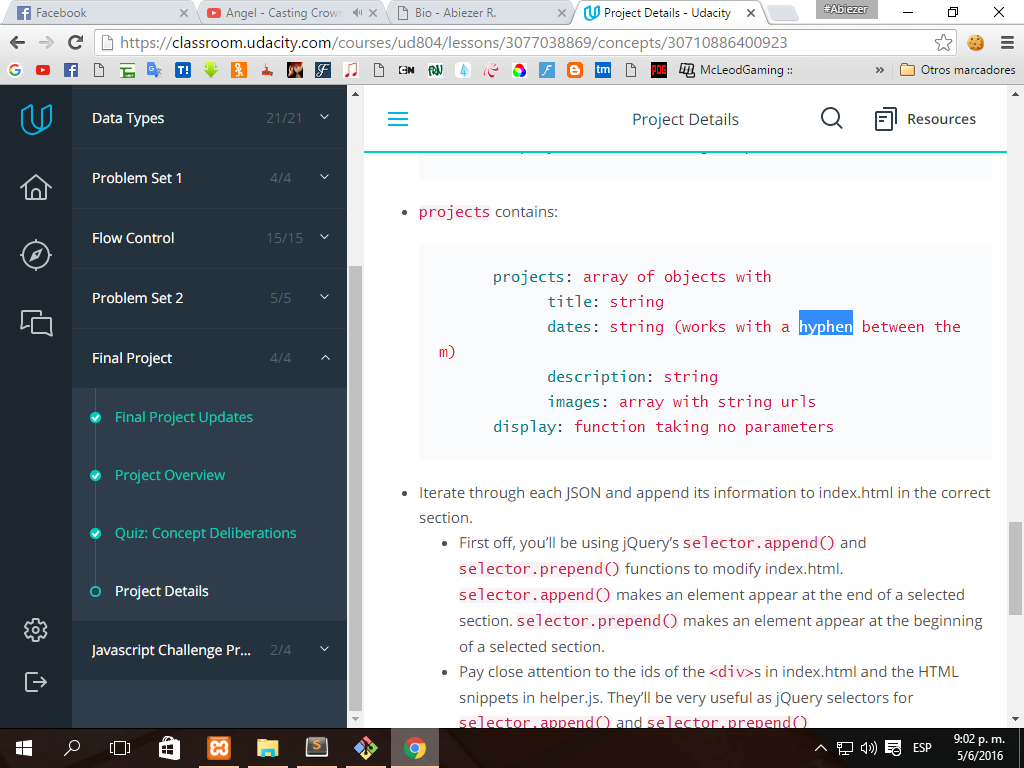 Facebook
Angel - Casting Crown
Bio - Abiezer R.
Project Details - Udacity
#Abiezer
https://classroom.udacity.com/courses/ud804/lessons/3077038869/concepts/30710886400923
McLeodGaming ::
»
Otros marcadores
Data Types 21/21
Problem Set 1 4/4
Flow Control 15/15
Problem Set 2 5/5
Final Project 4/4
Final Project Updates
Project Overview
Quiz: Concept Deliberations
Project Details
Javascript Challenge Pr... 2/4
Project Details
Resources
projects contains:
projects: array of objects with
title: string
dates: string (works with a hyphen between the
m)
description: string
images: array with string urls
display: function taking no parameters
Iterate through each JSON and append its information to index.html in the correct
section.
First off, you’ll be using jQuery’s selector.append() and
selector.prepend() functions to modify index.html.
selector.append() makes an element appear at the end of a selected
section. selector.prepend() makes an element appear at the beginning
of a selected section.
Pay close attention to the ids of the <div>s in index.html and the HTML
snippets in helper.js. They’ll be very useful as jQuery selectors for
selector.append() and selector.prepend()
ESP
9:02 p. m.
5/6/2016